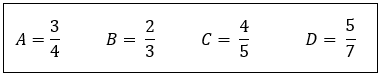 A = 3/4 B = 2/3 C = 4/5 D = 5/7